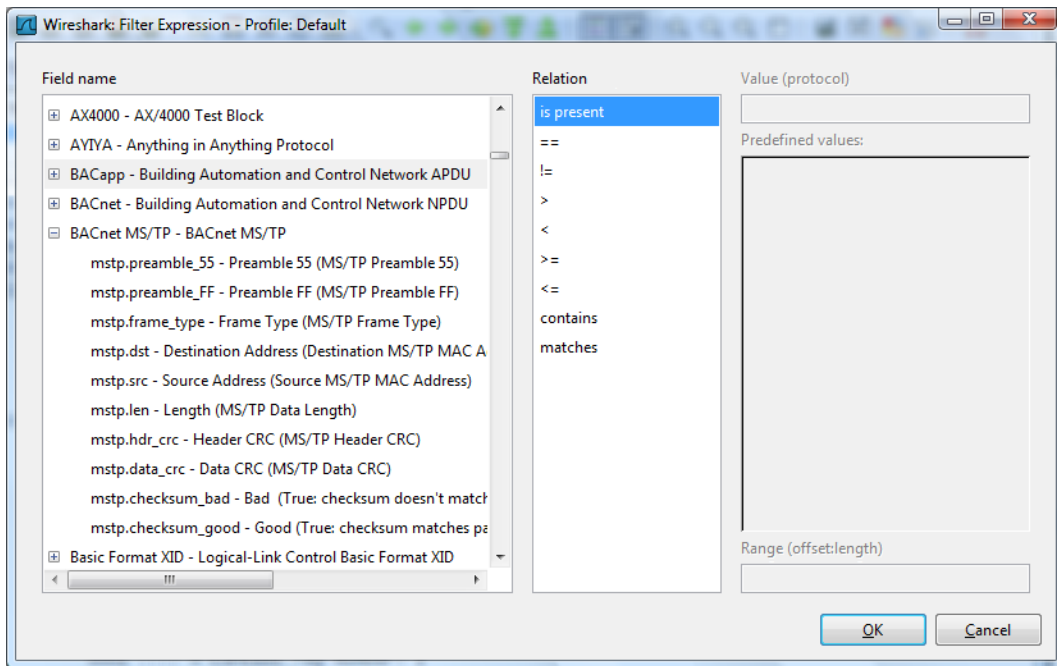 Wireshark: Filter Expression - Profile: Default
Field name
AX4000 - AX/4000 Test Block
AYIYA - Anything in Anything Protocol
BACapp - Building Automation and Control Network APDU
BACnet - Building Automation and Control Network NPDU
BACnet MS/TP - BACnet MS/TP
mstp.preamble_55 - Preamble 55 (MS/TP Preamble 55)
mstp.preamble_FF - Preamble FF (MS/TP Preamble FF)
mstp.frame_type - Frame Type (MS/TP Frame Type)
mstp.dst - Destination Address (Destination MS/TP MAC A
mstp.src - Source Address (Source MS/TP MAC Address)
mstp.len - Length (MS/TP Data Length)
mstp.hdr_crc - Header CRC (MS/TP Header CRC)
mstp.data_crc - Data CRC (MS/TP Data CRC)
mstp.checksum_bad - Bad  (True: checksum doesn't match
mstp.checksum_good - Good (True: checksum matches pa
Basic Format XID - Logical-Link Control Basic Format XID
Relation
is present
==
!=
>
<
>=
<=
contains
matches
Value (protocol)
Predefined values:
Range (offset:length)
OK
Cancel